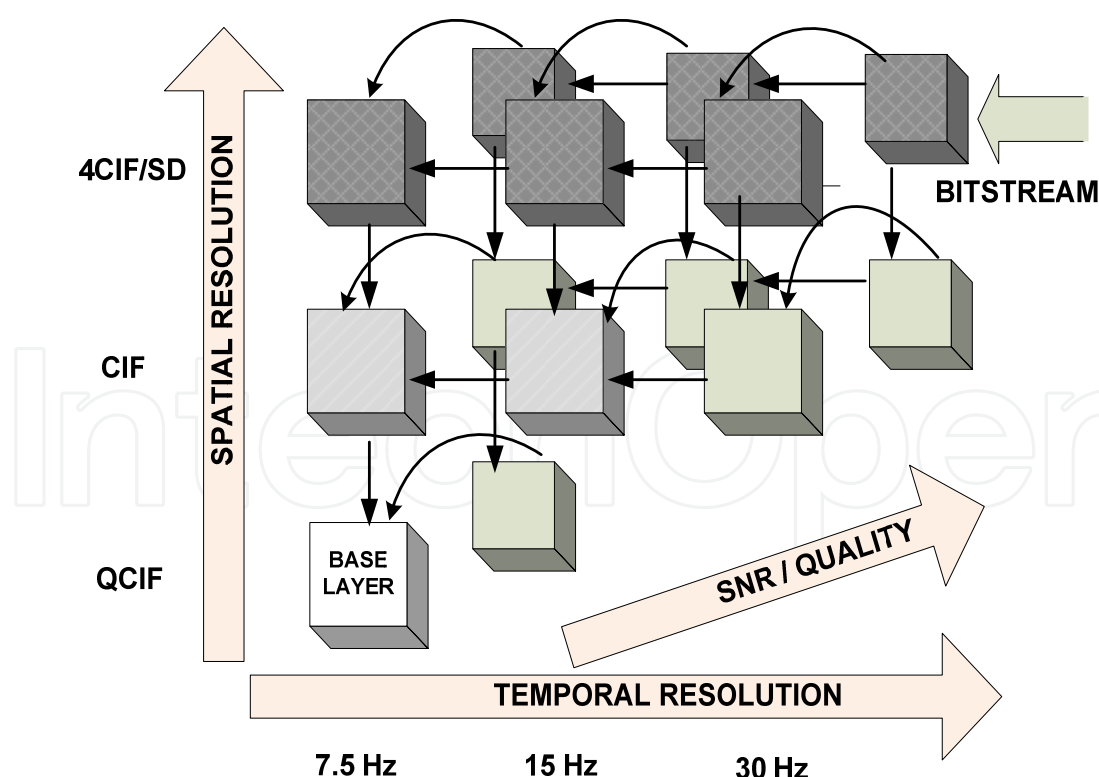 4CIF/SD
BITSTREAM
SPATIAL RESOLUTION
CIF
IntechOpen
QCIF
BASE
LAYER
SNR / QUALITY
TEMPORAL RESOLUTION
7.5 Hz
15 Hz
30 Hz